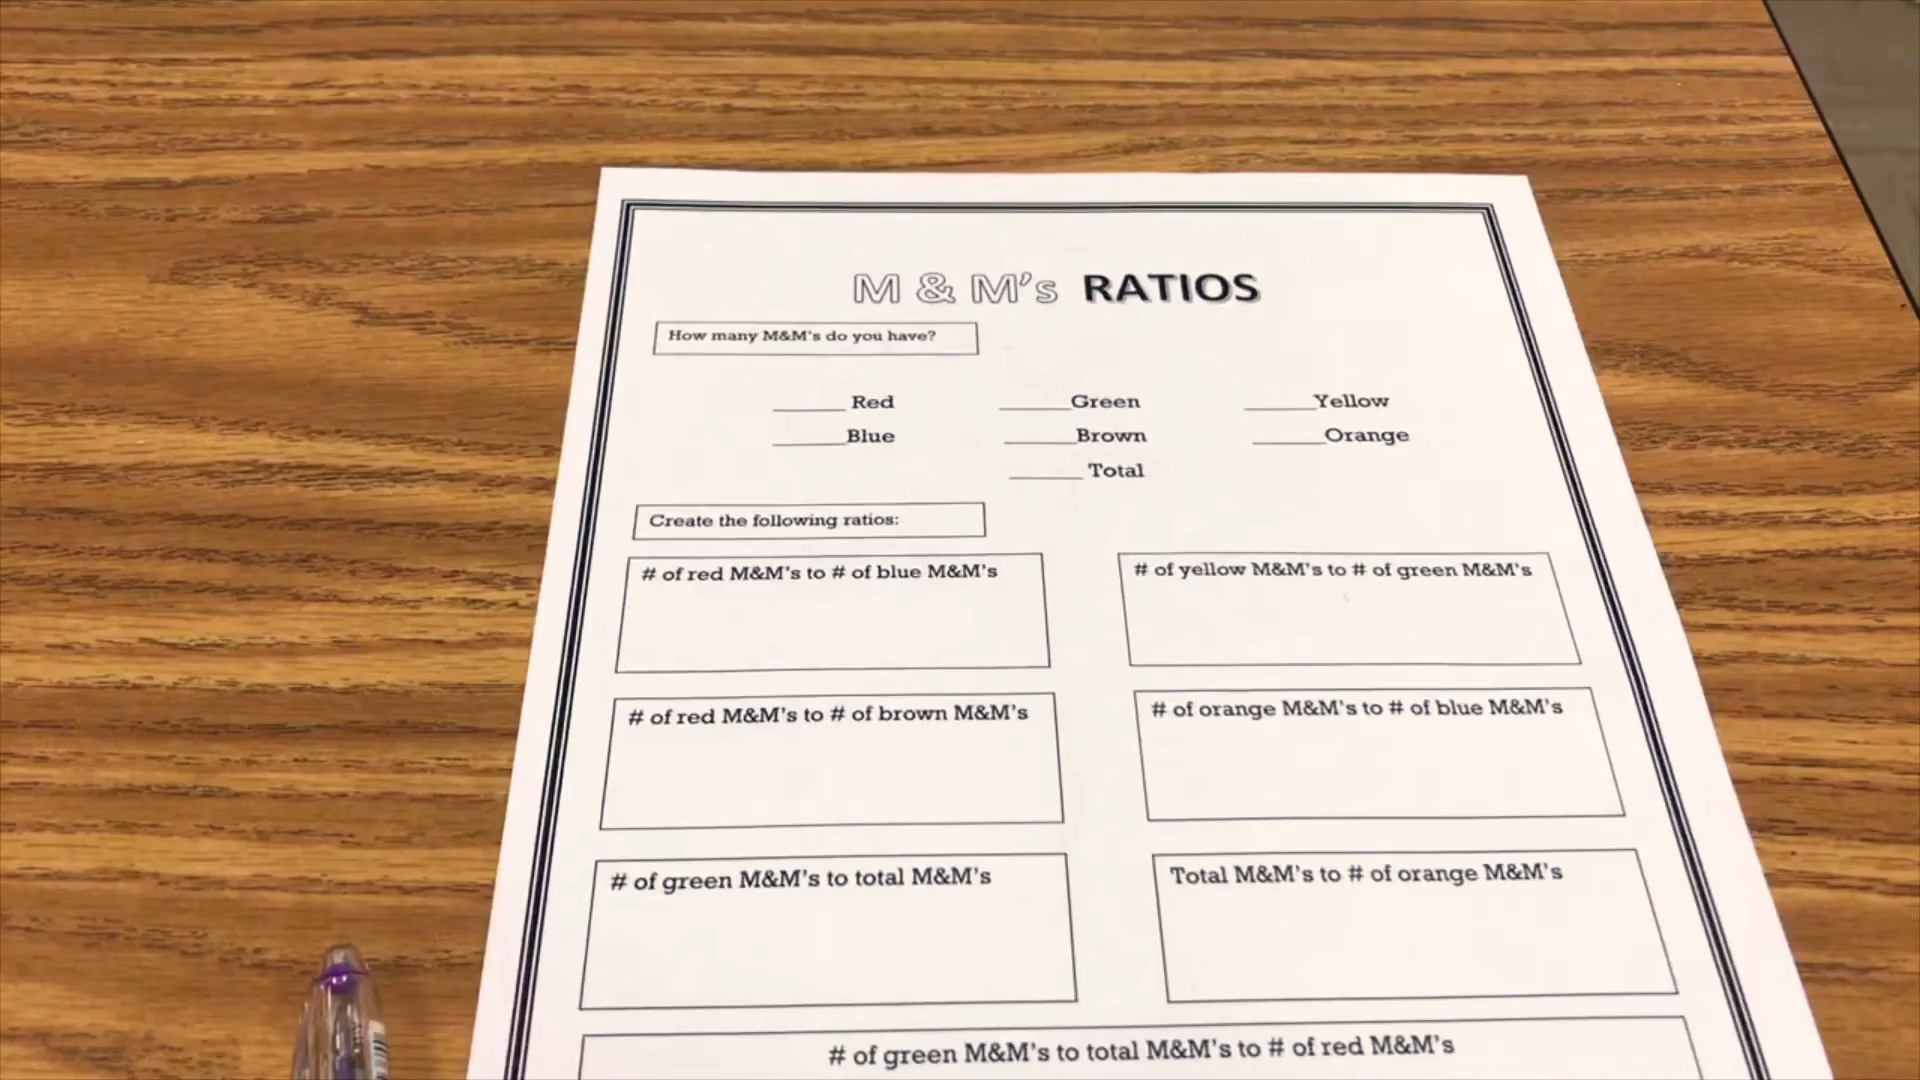 M & M's RATIOS
How many M&M's do you have?
______ Red ______Green ______Yellow
______Blue ______Brown ______Orange
______ Total
Create the following ratios:
# of red M&M's to # of blue M&M's
# of yellow M&M's to # of green M&M's
# of red M&M's to # of brown M&M's
# of orange M&M's to # of blue M&M's
# of green M&M's to total M&M's
Total M&M's to # of orange M&M's
# of green M&M's to total M&M's to # of red M&M's